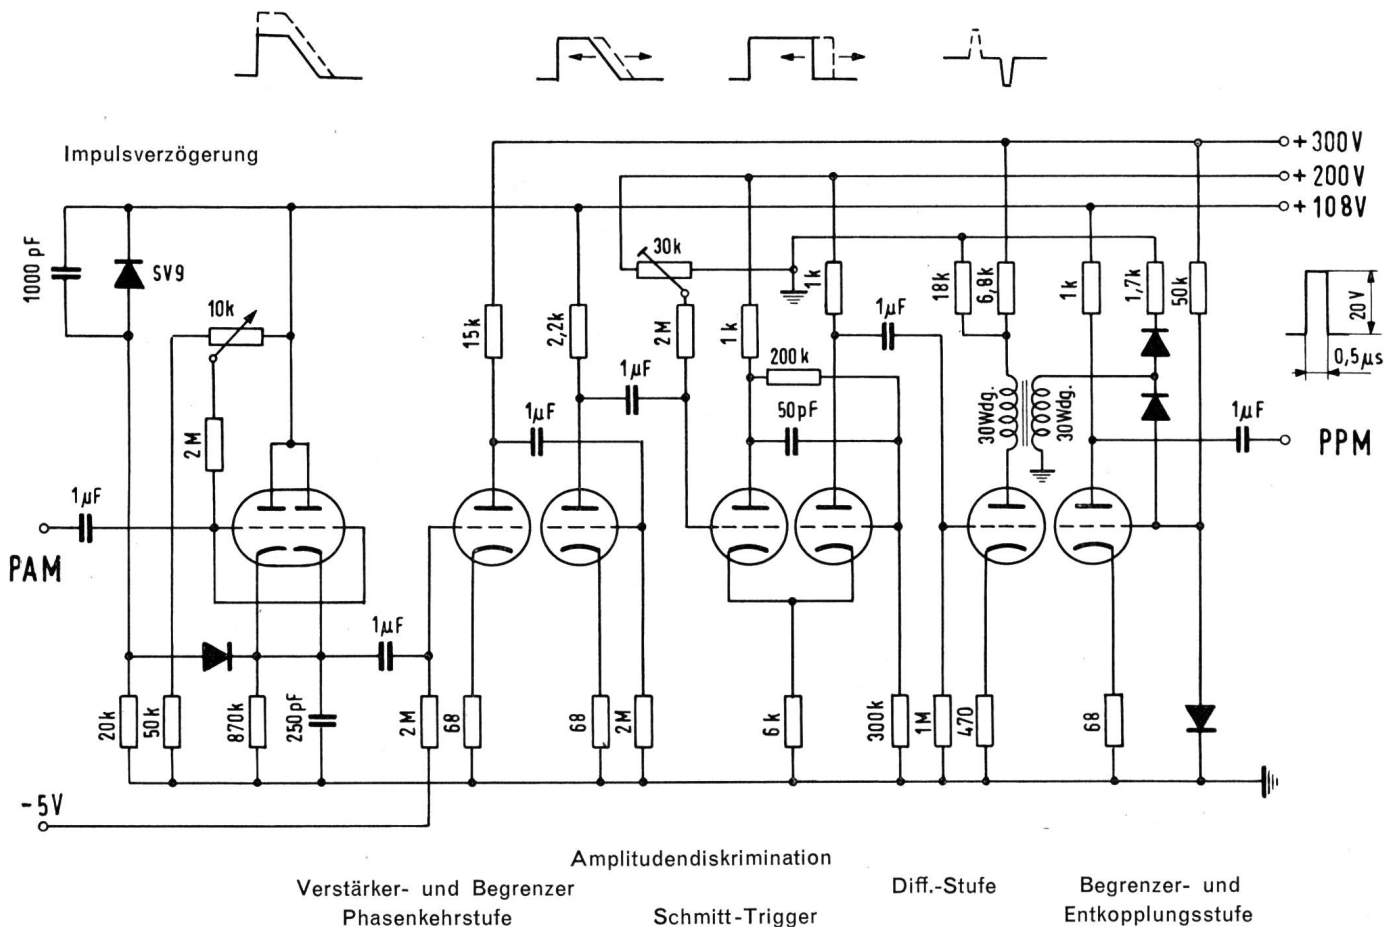 Impulsverzögerung
+ 300V
+ 200V
+ 108V
1000 pF
SV9
10k
2M
1µF
PAM
15k
2,2k
1µF
1µF
30k
2M
1k
1k
200k
50pF
1µF
18k
6,8k
30Wdg.
30Wdg.
1k
1,7k
50k
20V
0,5µs
1µF
PPM
1µF
20k
50k
870k
250pF
2M
68
68
2M
6k
300k
1M
470
68
-5V
Amplitudendiskrimination
Verstärker- und Begrenzer
Phasenkehrstufe
Schmitt-Trigger
Diff.-Stufe
Begrenzer- und
Entkopplungsstufe